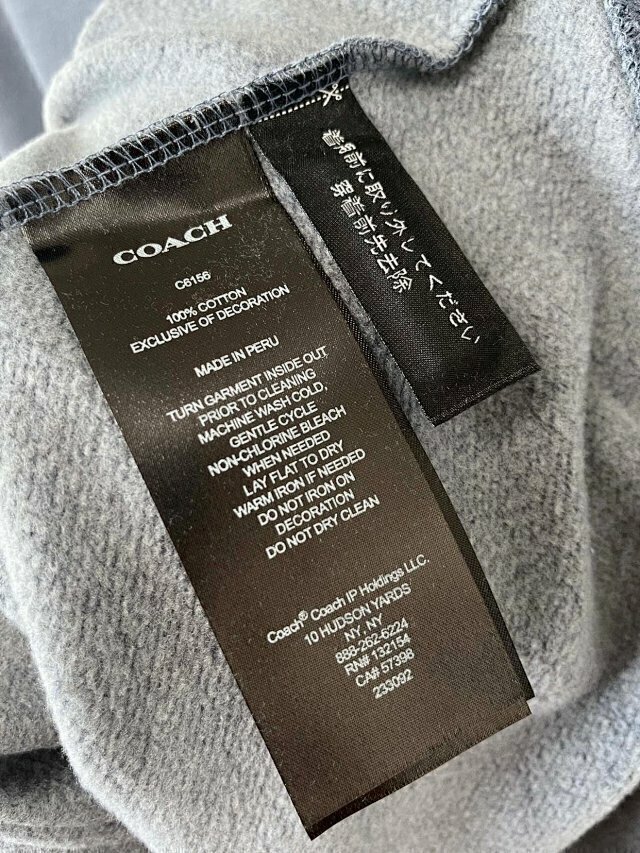 COACH
C6156
100% COTTON
EXCLUSIVE OF DECORATION
MADE IN PERU
TURN GARMENT INSIDE OUT
PRIOR TO CLEANING
MACHINE WASH COLD,
GENTLE CYCLE
NON-CHLORINE BLEACH
WHEN NEEDED
LAY FLAT TO DRY
WARM IRON IF NEEDED
DO NOT IRON ON
DECORATION
DO NOT DRY CLEAN
Coach® Coach IP Holdings LLC.
10 HUDSON YARDS
NY, NY
888-262-6224
RN# 132154
CA# 57398
233092
着用前に取り外してください
穿着前先去除